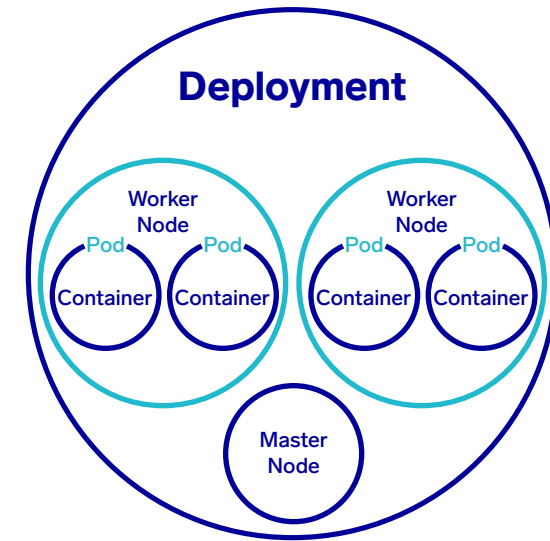 Deployment
Worker
Node
Pod
Pod
Container
Container
Worker
Node
Pod
Pod
Container
Container
Master
Node